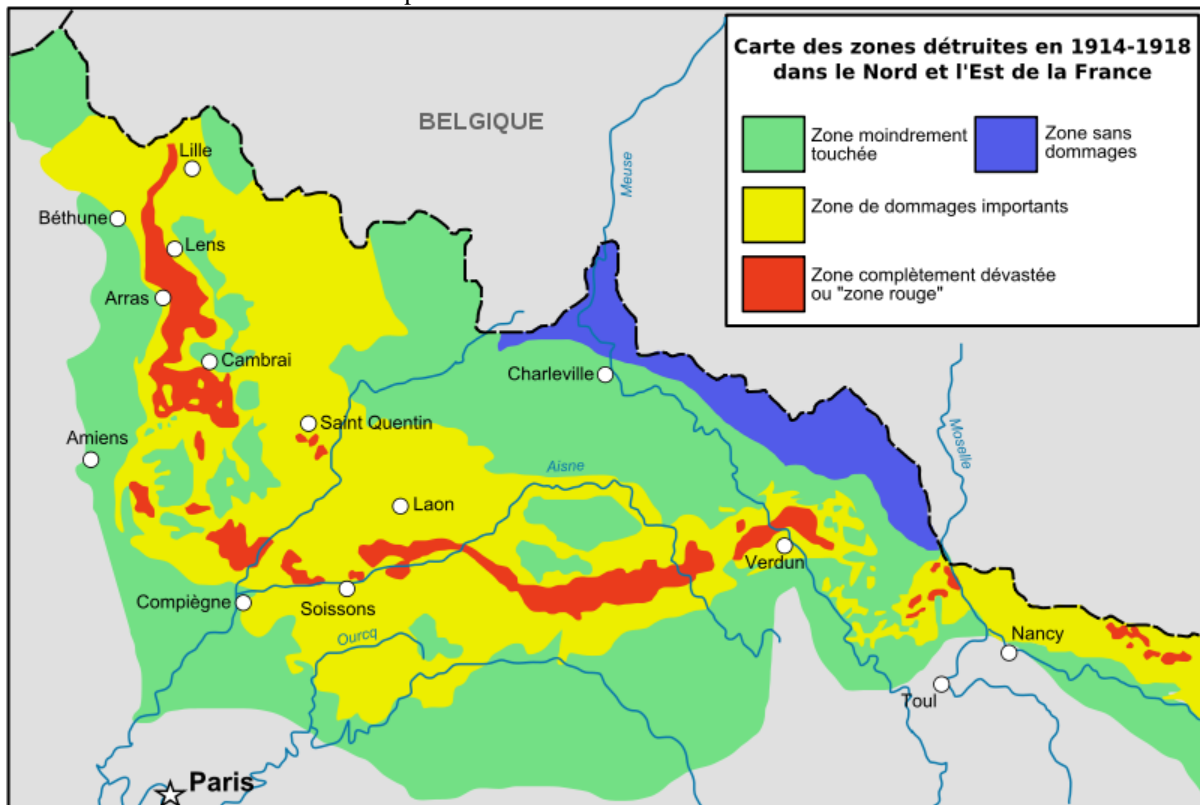 Carte des zones détruites en 1914-1918
dans le Nord et l'Est de la France
Zone moindrement
touchée
Zone sans
dommages
Zone de dommages importants
Zone complètement dévastée
ou "zone rouge"
BELGIQUE
Meuse
Lille
Béthune
Lens
Arras
Cambrai
Charleville
Saint Quentin
Amiens
Moselle
Aisne
Laon
Verdun
Compiègne
Soissons
Ourcq
Nancy
Toul
Paris